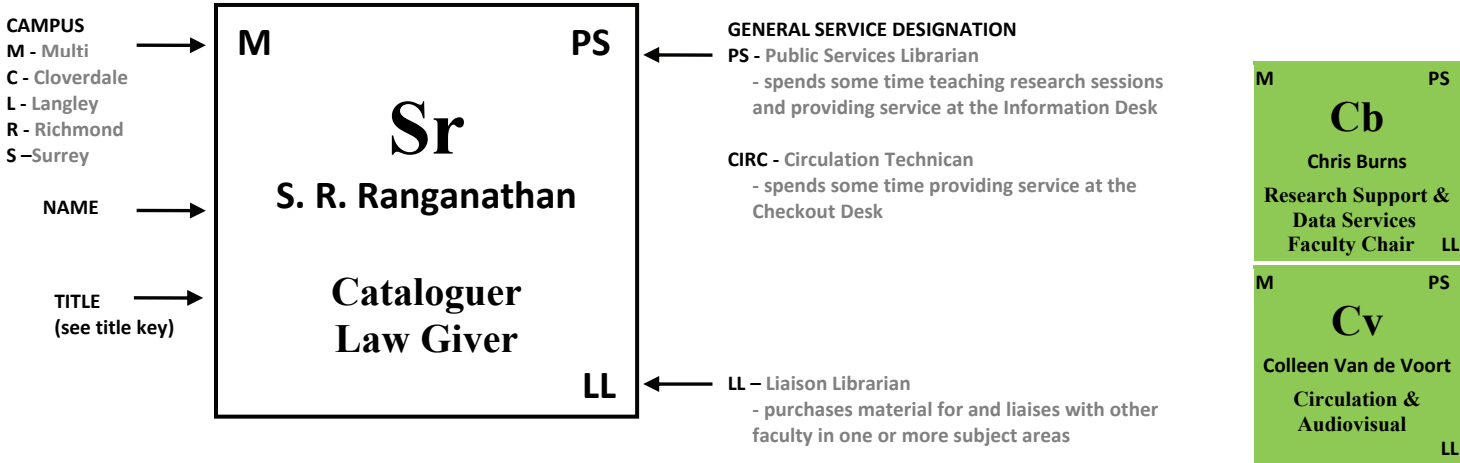 CAMPUS
M - Multi
C - Cloverdale
L - Langley
R - Richmond
S –Surrey
NAME
TITLE
(see title key)
M
PS
Sr
S. R. Ranganathan
Cataloguer
Law Giver
LL
GENERAL SERVICE DESIGNATION
PS - Public Services Librarian
- spends some time teaching research sessions
and providing service at the Information Desk
CIRC - Circulation Technican
- spends some time providing service at the
Checkout Desk
LL – Liaison Librarian
- purchases material for and liaises with other
faculty in one or more subject areas
M
PS
Cb
Chris Burns
Research Support &
Data Services
Faculty Chair
LL
M
PS
Cv
Colleen Van de Voort
Circulation &
Audiovisual
LL